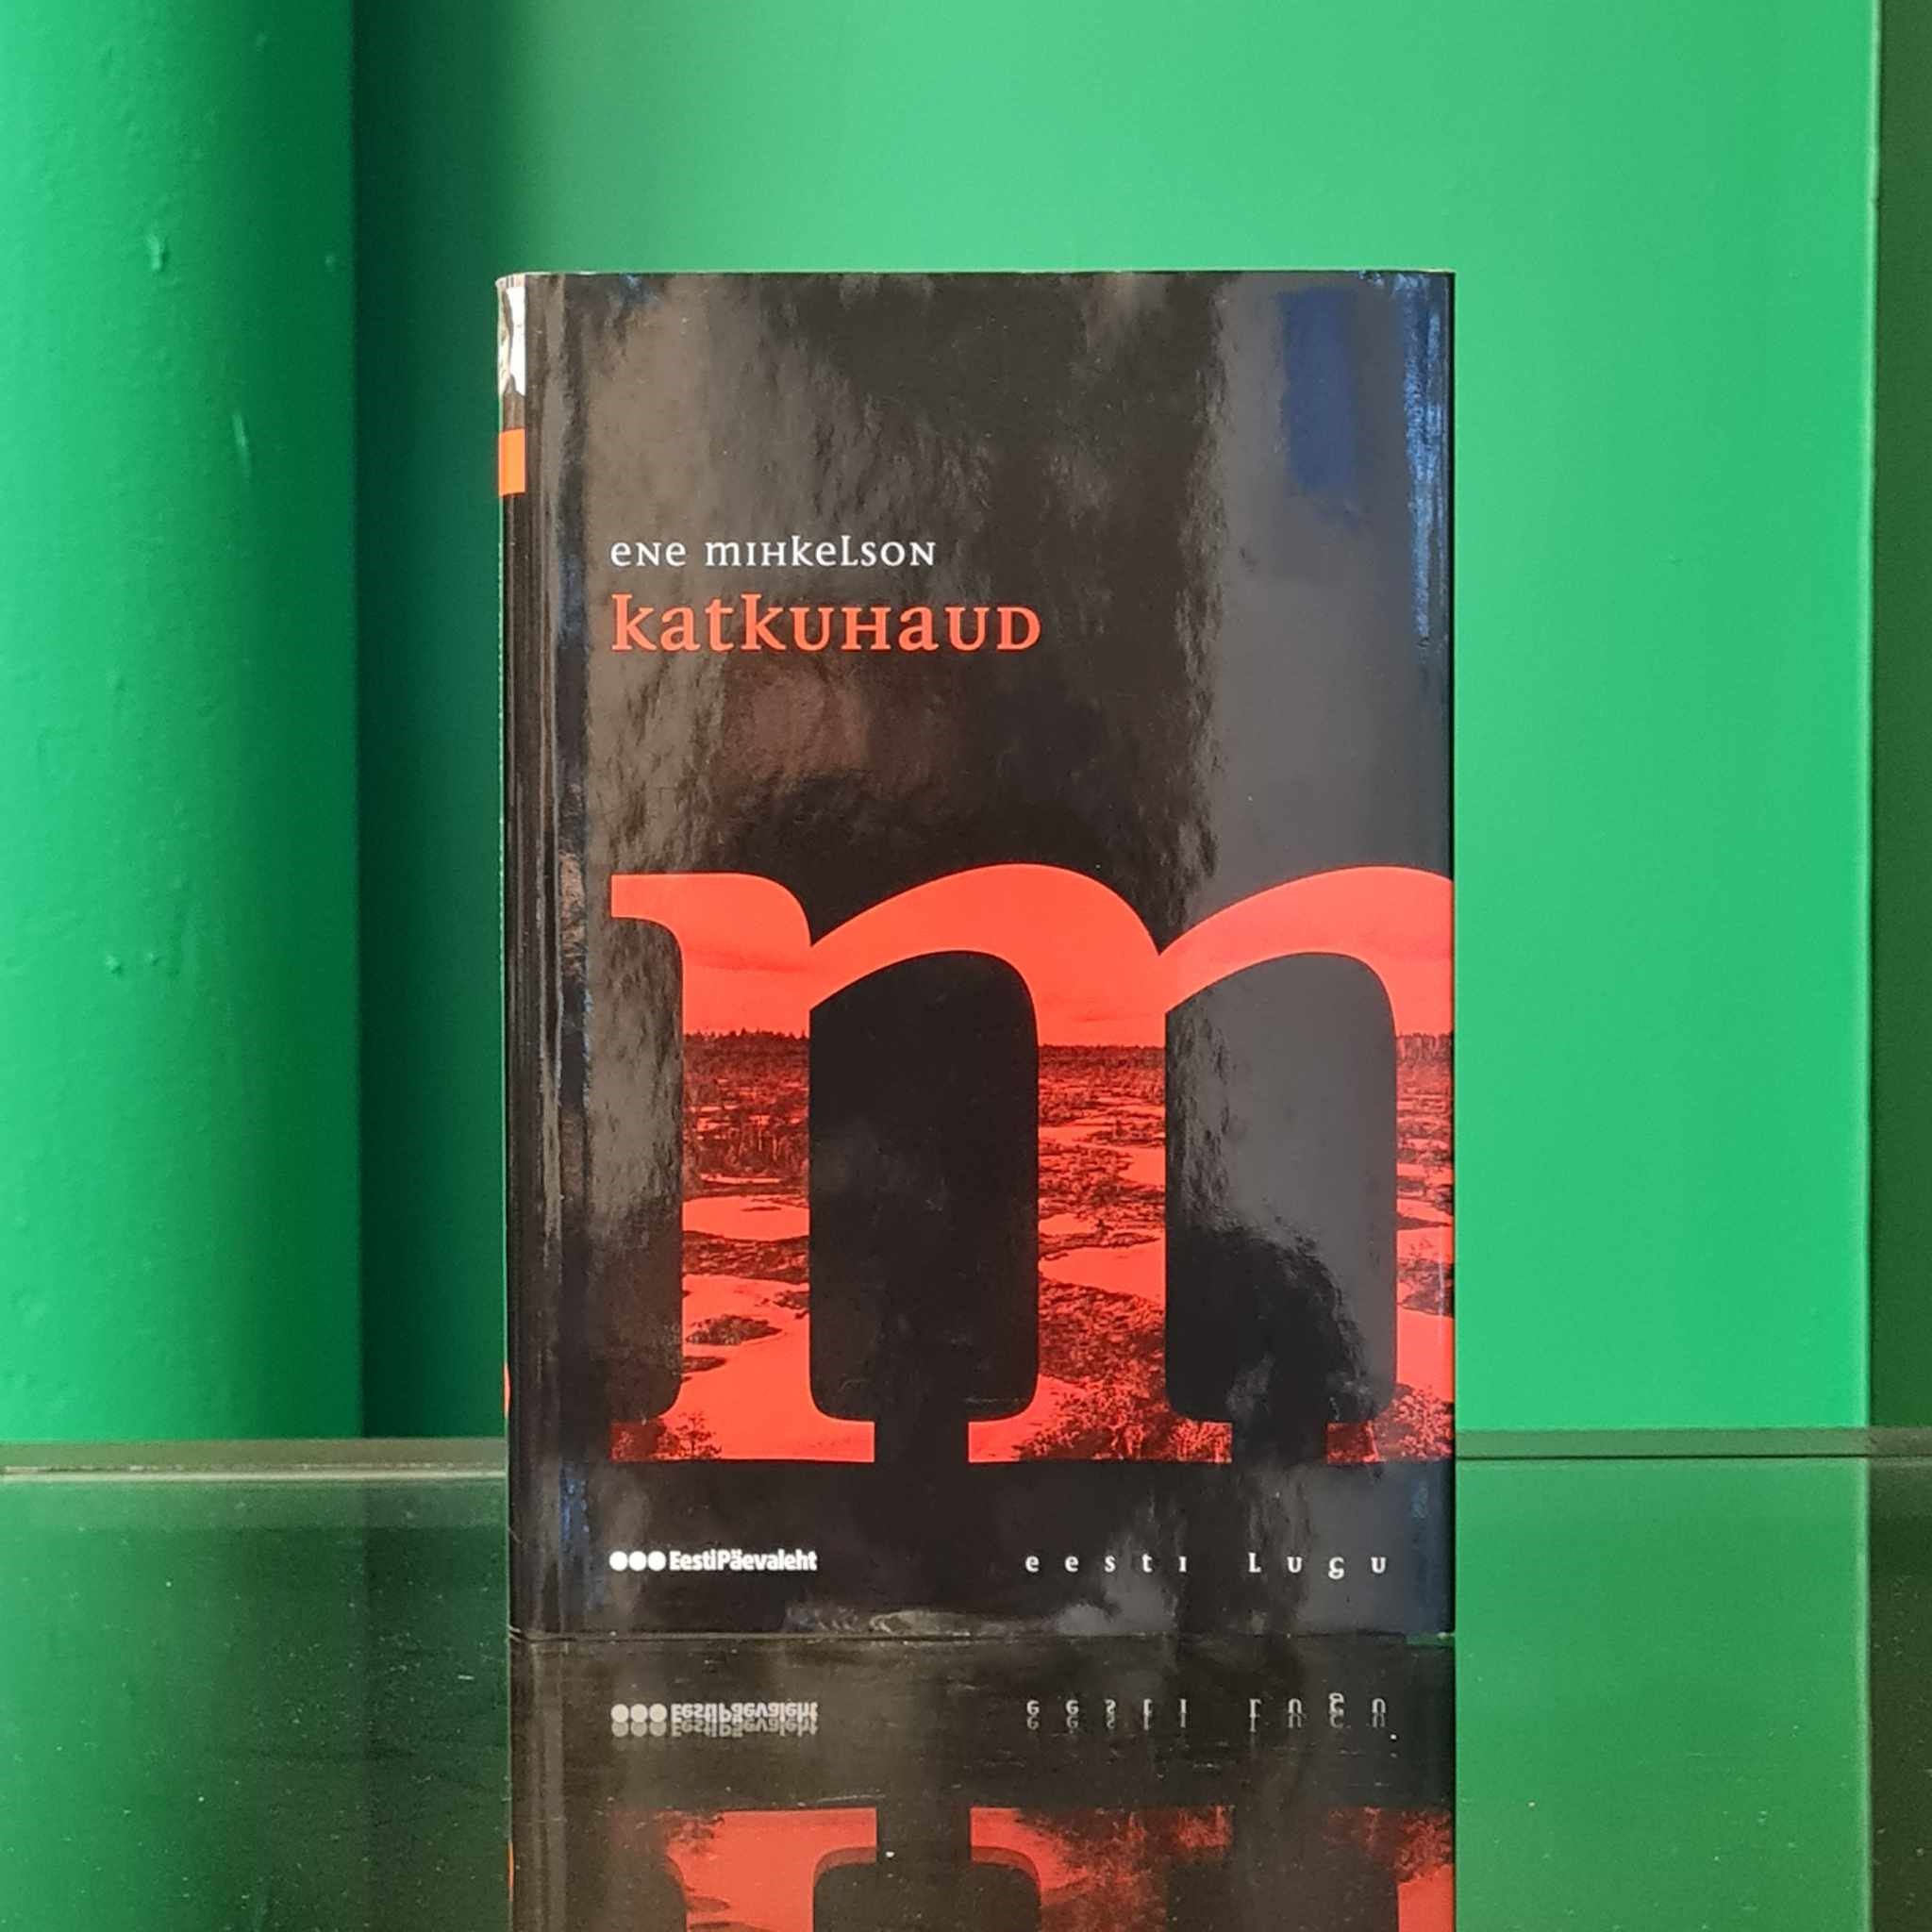 ene mihkelson
katkuhaud
m
EestiPäevaleht
eesti lugu